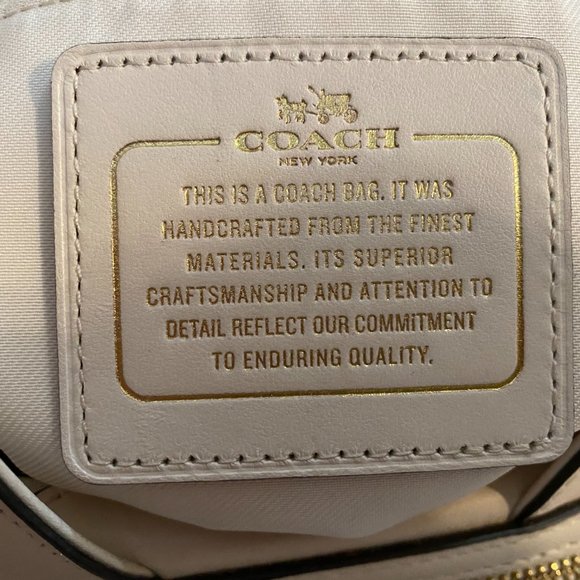 COACH
NEW YORK
THIS IS A COACH BAG. IT WAS
HANDCRAFTED FROM THE FINEST
MATERIALS. ITS SUPERIOR
CRAFTSMANSHIP AND ATTENTION TO
DETAIL REFLECT OUR COMMITMENT
TO ENDURING QUALITY.